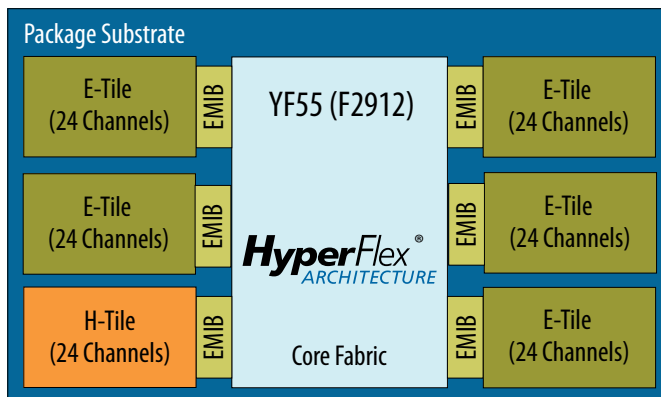 Package Substrate
E-Tile
(24 Channels)
EMIB
YF55 (F2912)
EMIB
E-Tile
(24 Channels)
E-Tile
(24 Channels)
EMIB
HyperFlex®
ARCHITECTURE
EMIB
E-Tile
(24 Channels)
H-Tile
(24 Channels)
EMIB
Core Fabric
EMIB
E-Tile
(24 Channels)